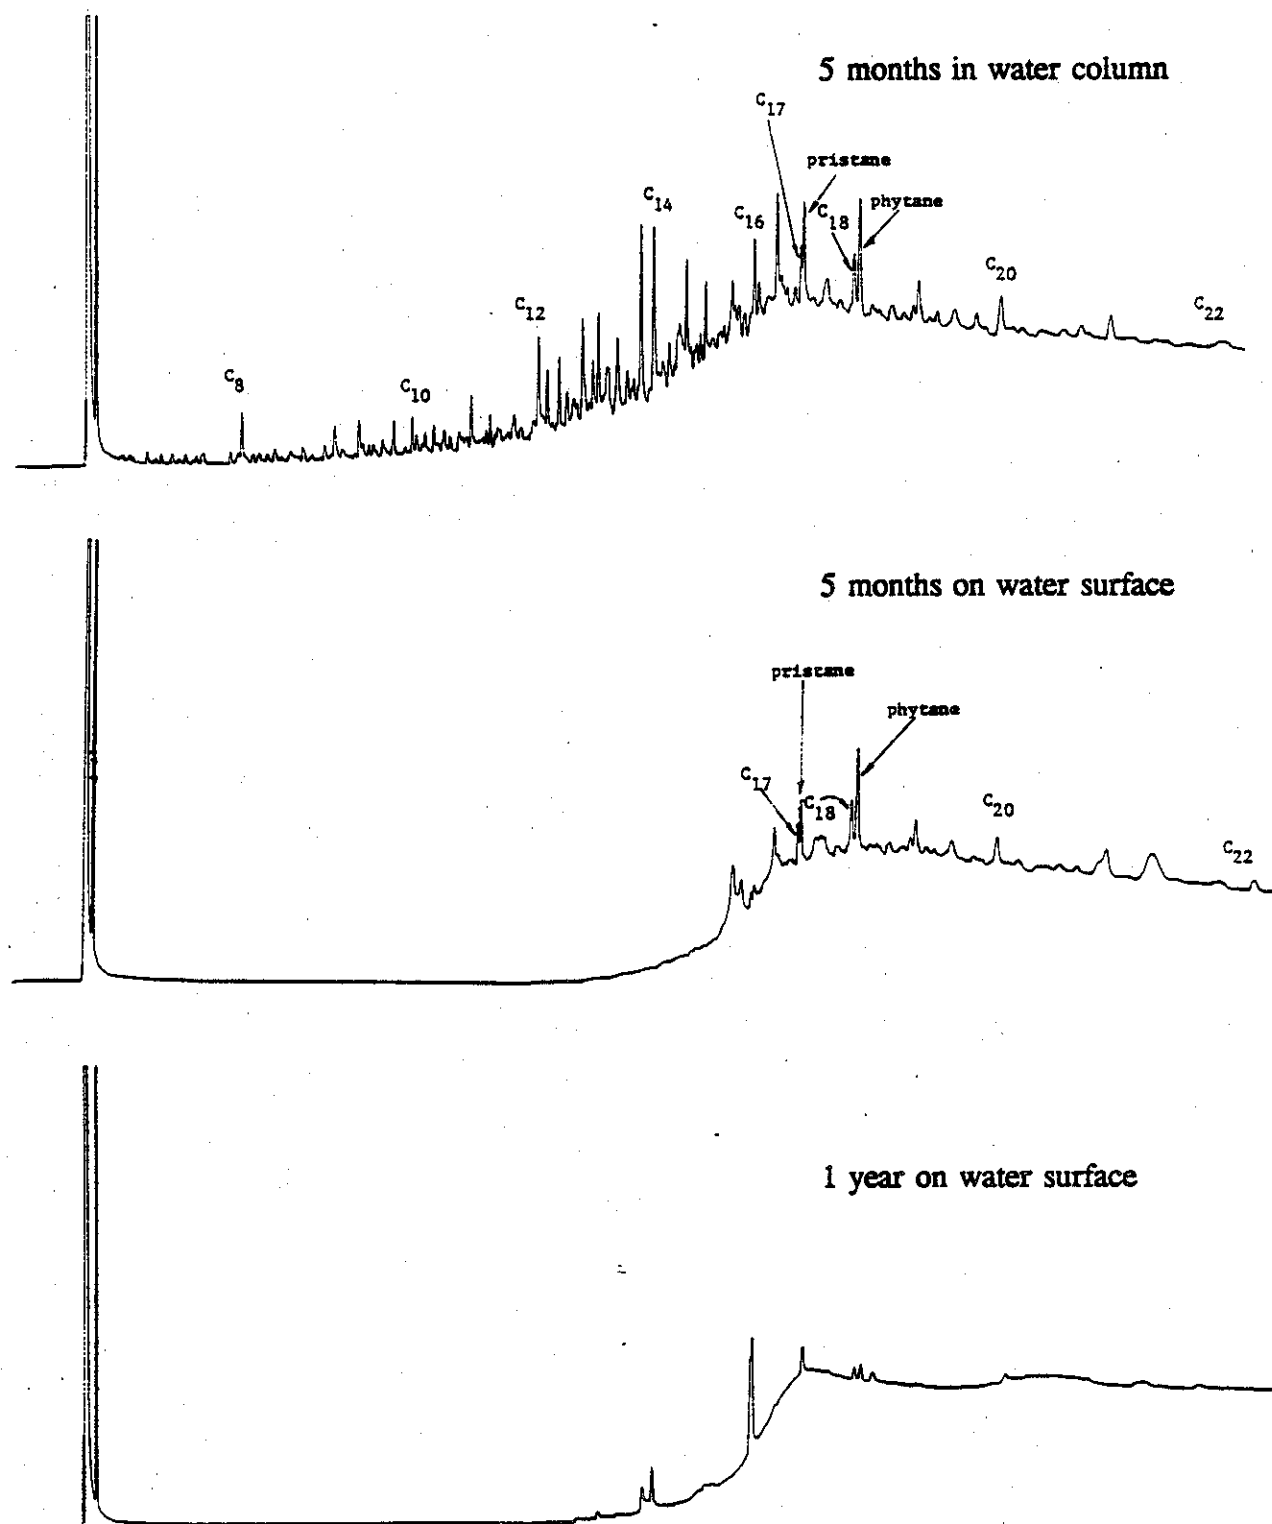 5 months in water column
C17
pristane
C14
C16
C18
phytane
C12
C20
C22
C8
C10
5 months on water surface
pristane
phytane
C17
C18
C20
C22
1 year on water surface